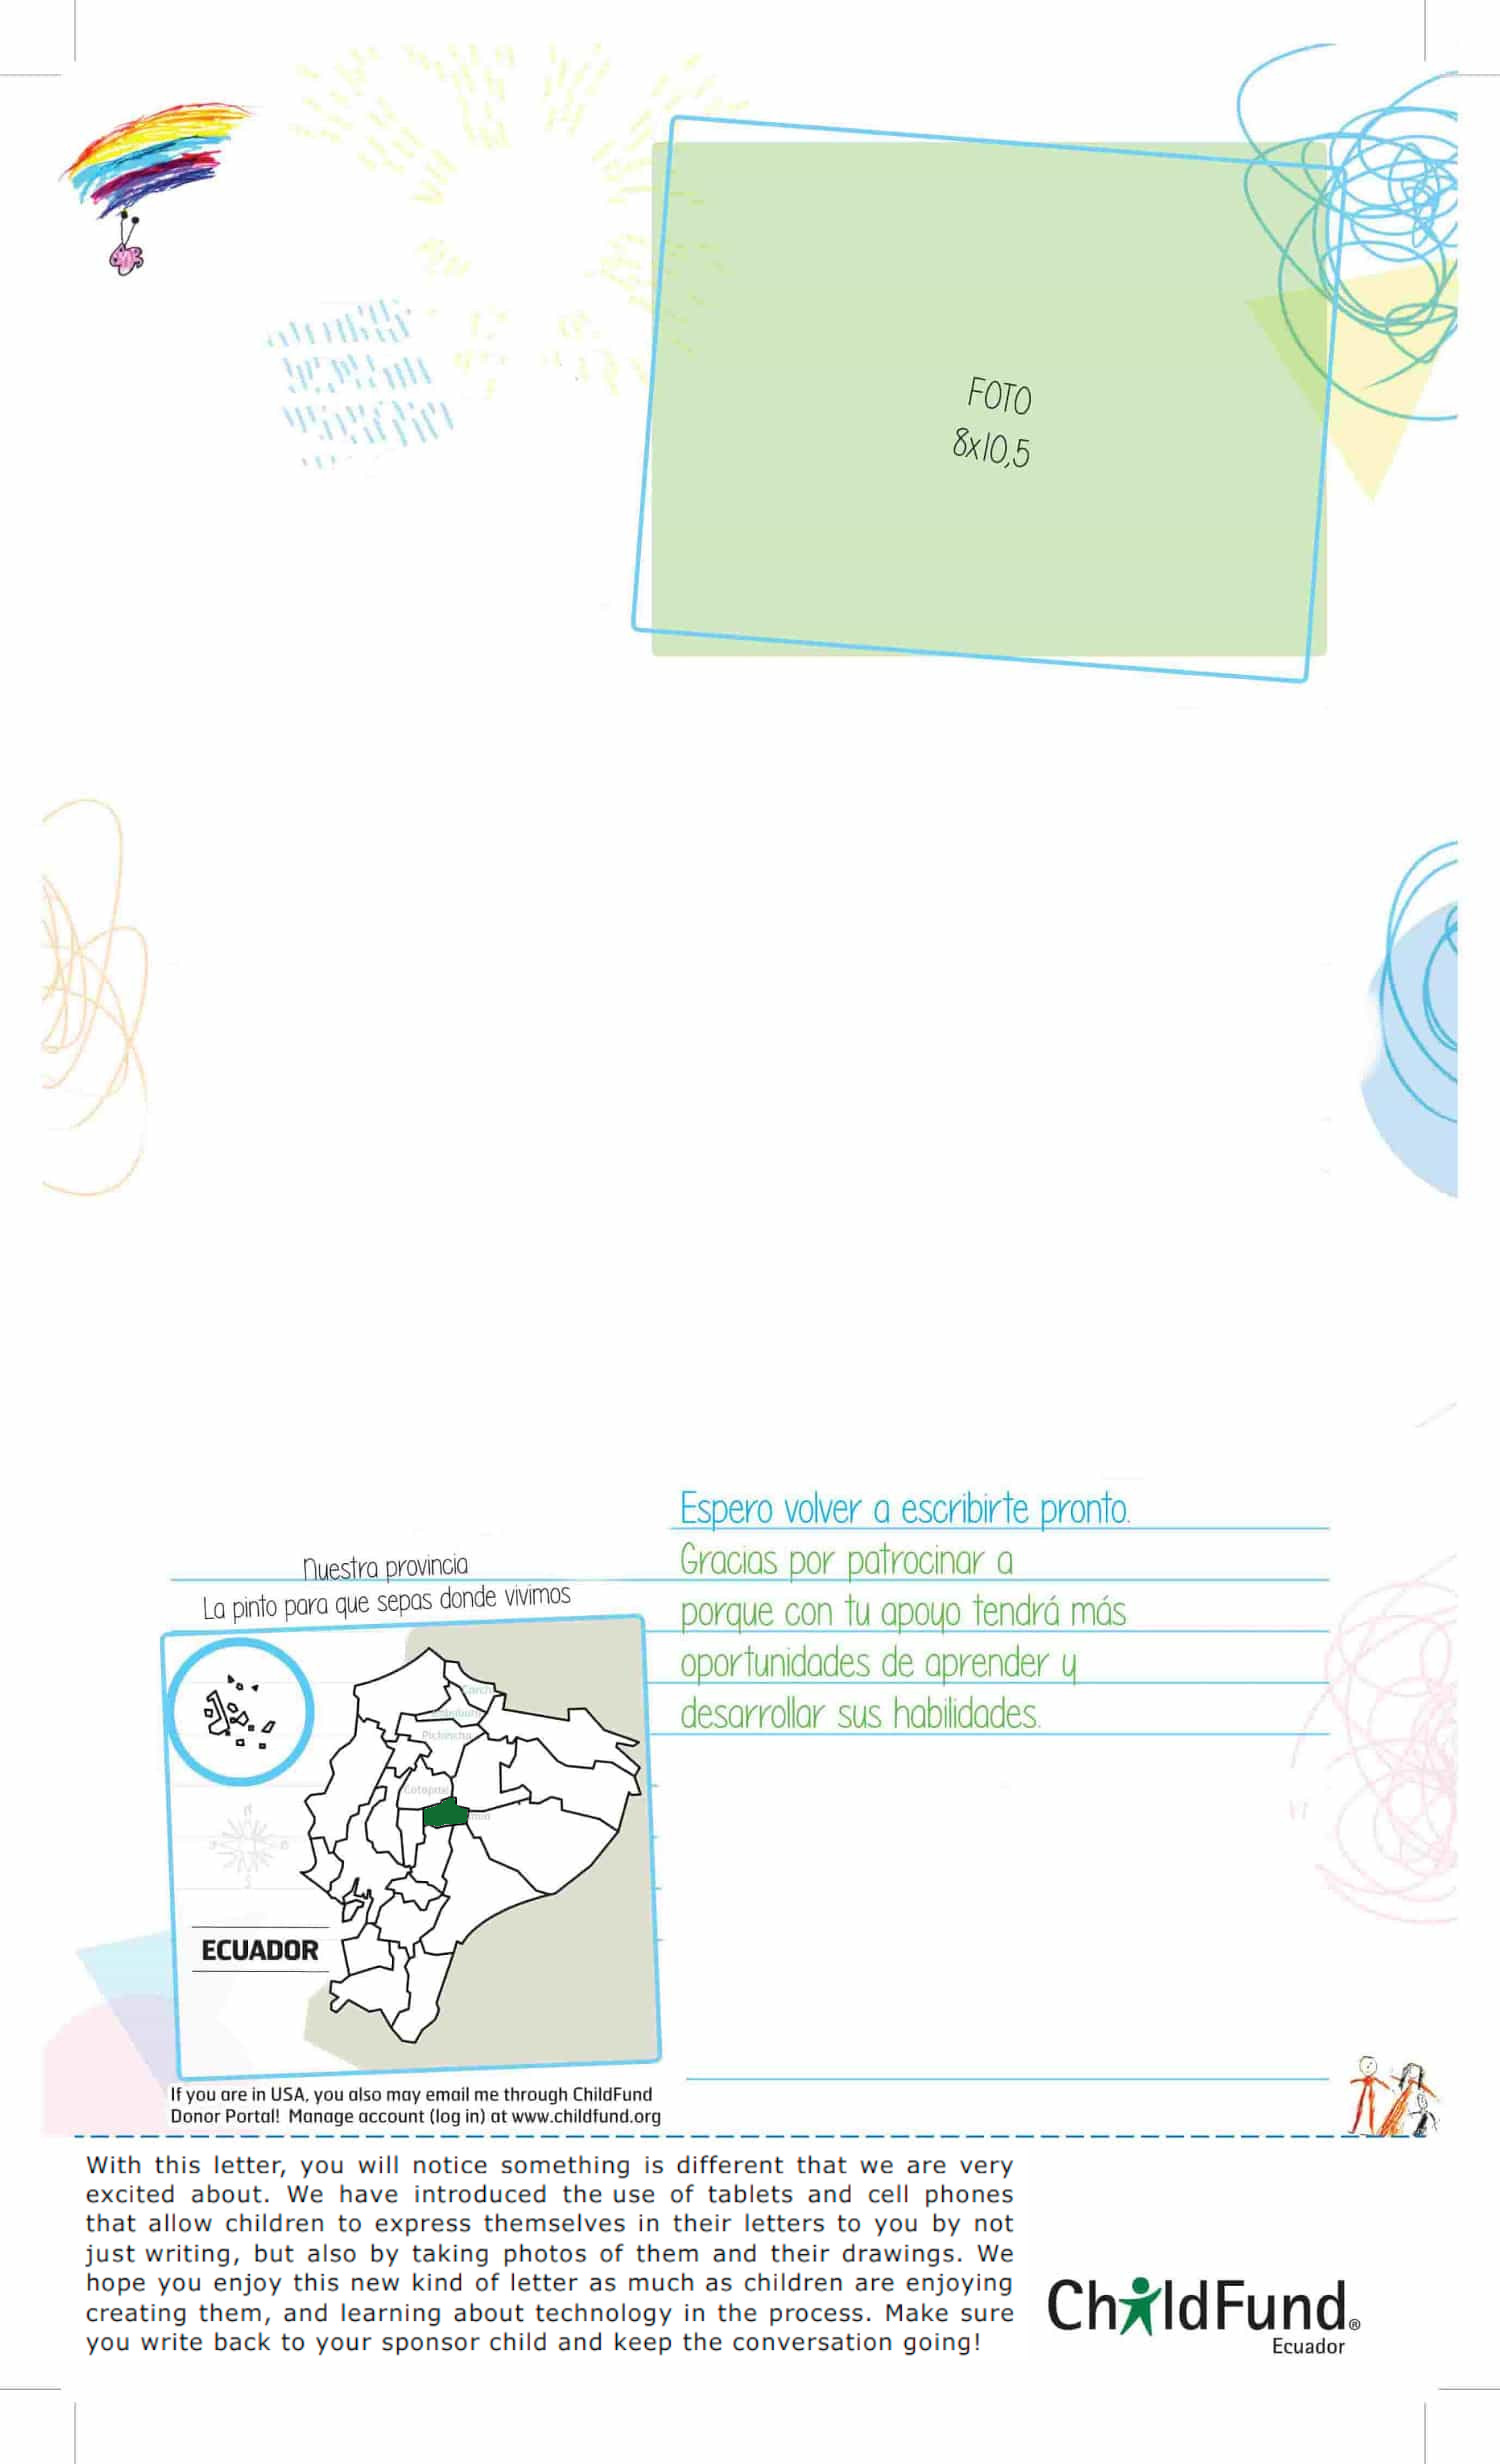 FOTO
8x10,5
Espero volver a escribirte pronto.
Gracias por patrocinar a
porque con tu apoyo tendrá más
oportunidades de aprender y
desarrollar sus habilidades.
Nuestra provincia
La pinto para que sepas donde vivimos
Carchi
Imbabura
Pichincha
Cotopaxi
N
S
ECUADOR
If you are in USA, you also may email me through ChildFund
Donor Portal! Manage account (log in) at www.childfund.org
With this letter, you will notice something is different that we are very
excited about. We have introduced the use of tablets and cell phones
that allow children to express themselves in their letters to you by not
just writing, but also by taking photos of them and their drawings. We
hope you enjoy this new kind of letter as much as children are enjoying
creating them, and learning about technology in the process. Make sure
you write back to your sponsor child and keep the conversation going!
ChildFund®
Ecuador